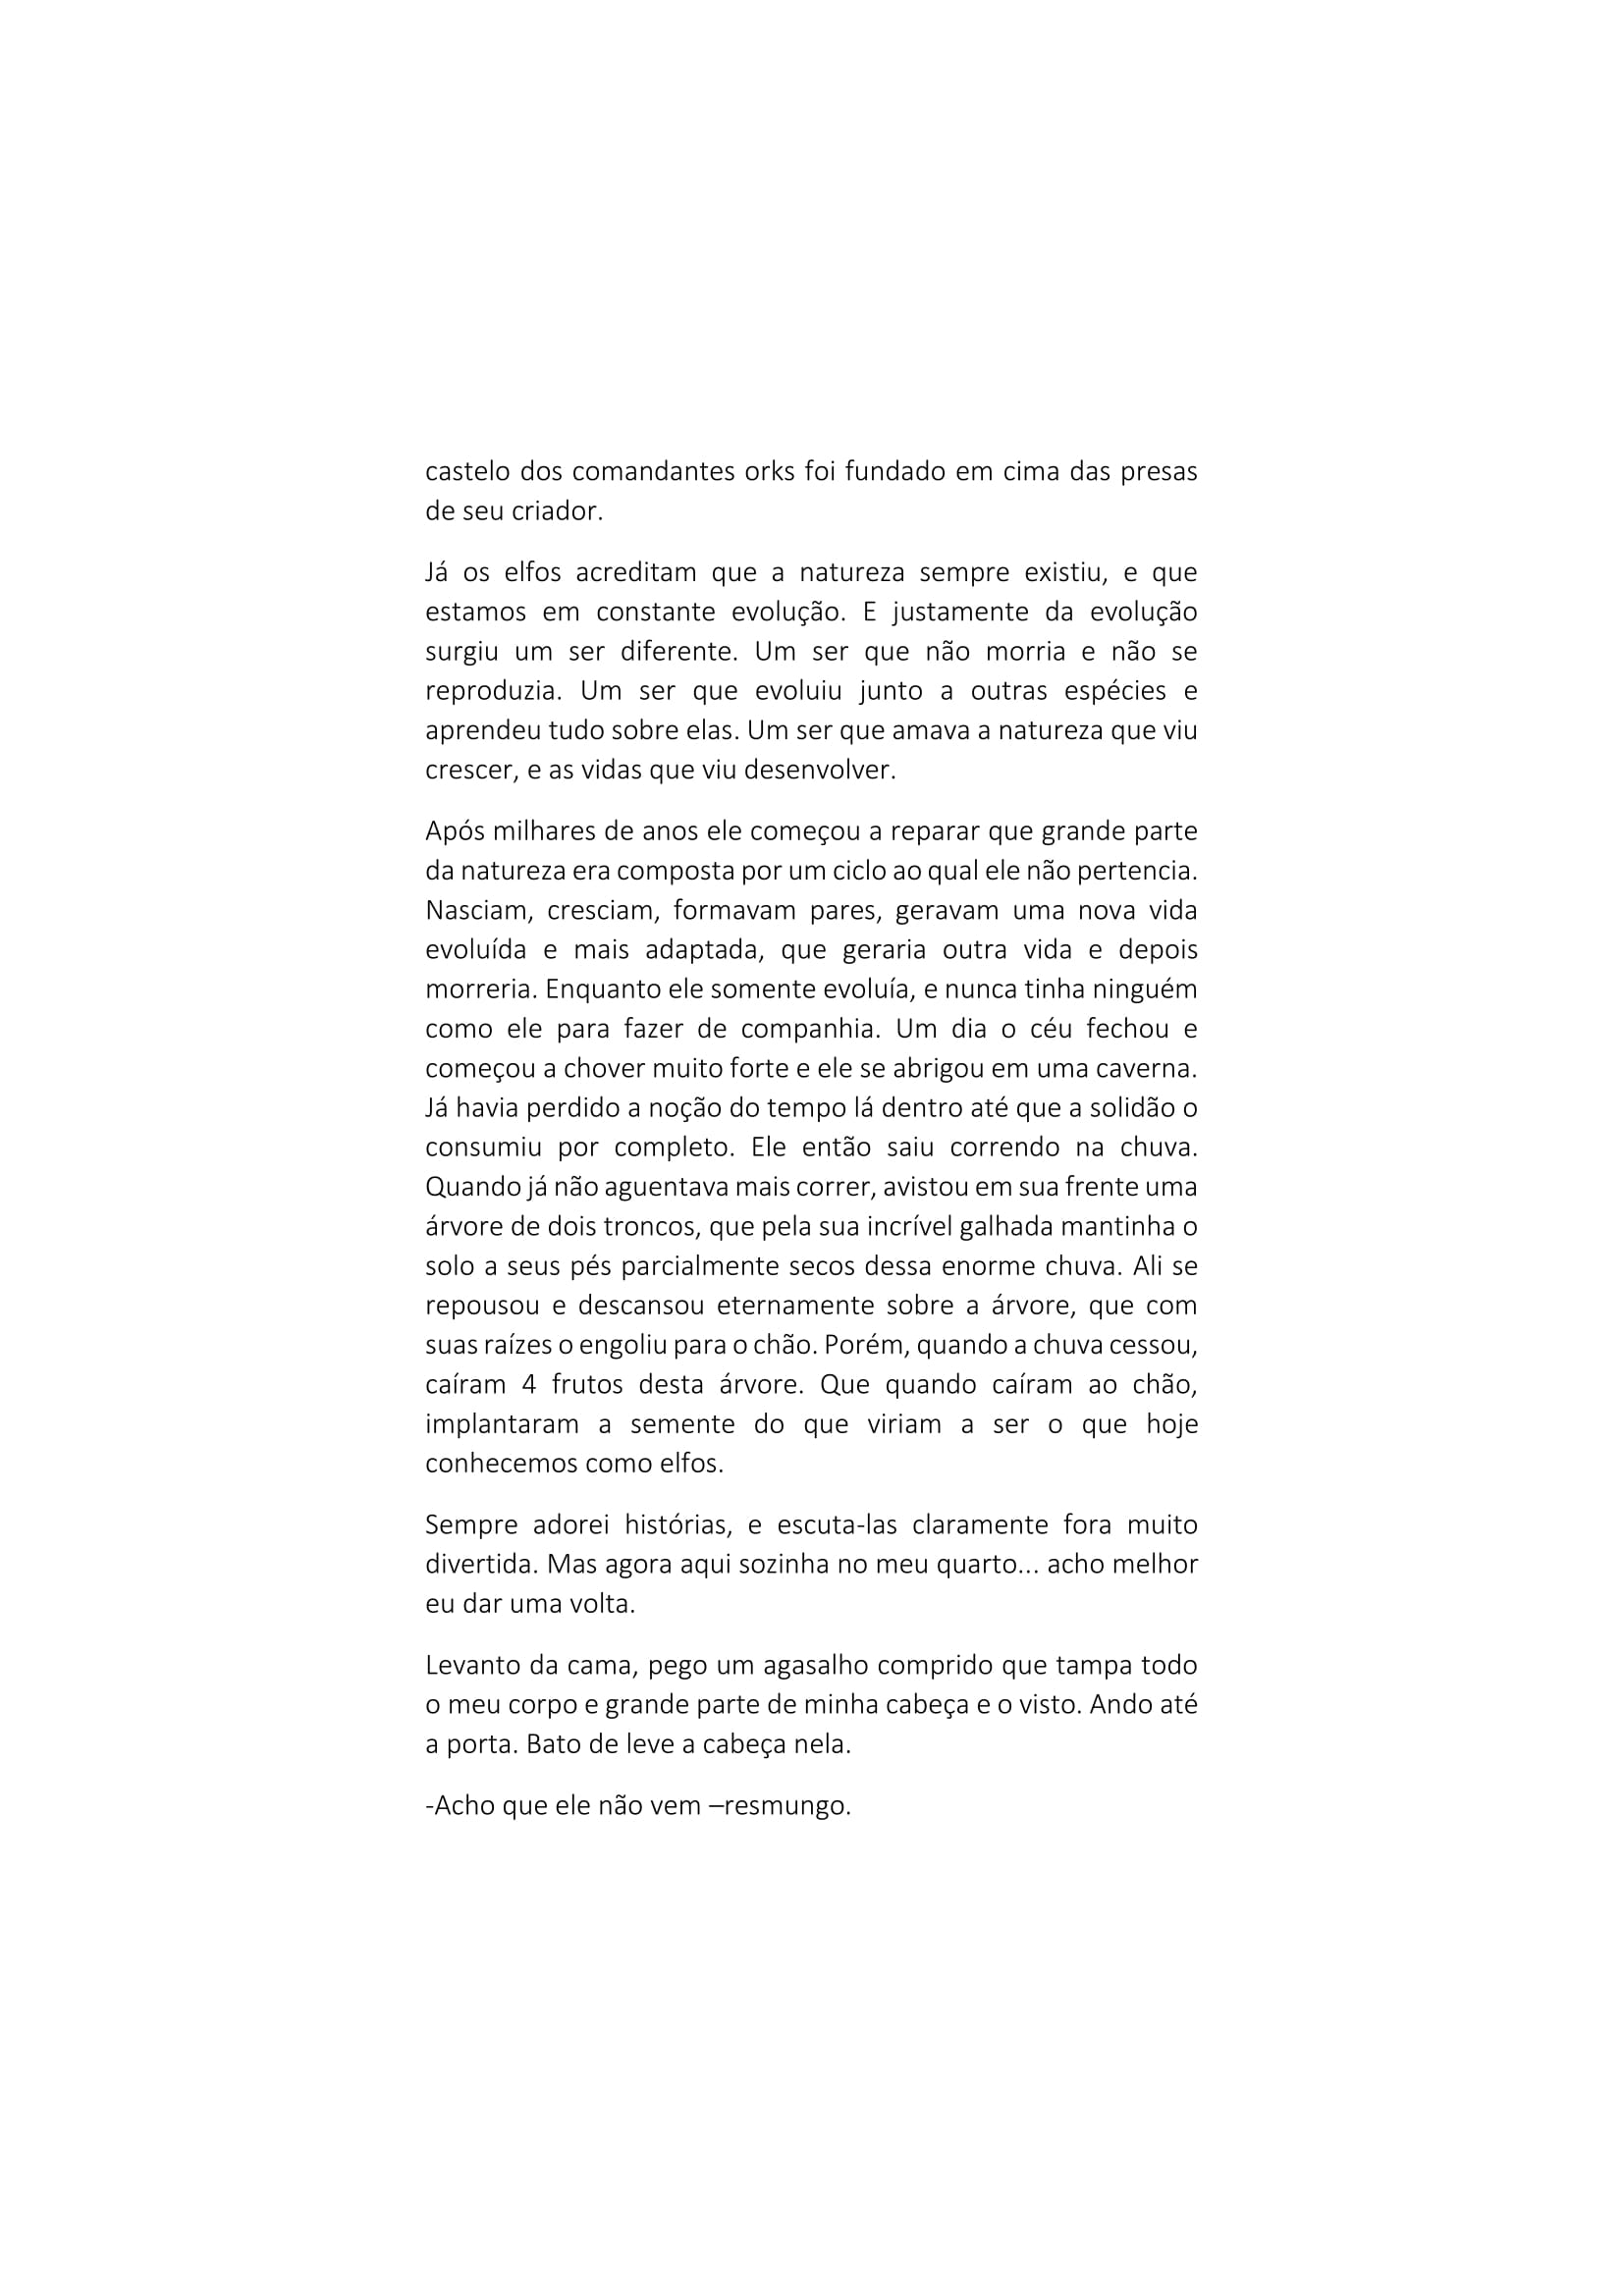 castelo dos comandantes orks foi fundado em cima das presas
de seu criador.
Já os elfos acreditam que a natureza sempre existiu, e que
estamos em constante evolução. E justamente da evolução
surgiu um ser diferente. Um ser que não morria e não se
reproduzia. Um ser que evoluiu junto a outras espécies e
aprendeu tudo sobre elas. Um ser que amava a natureza que viu
crescer, e as vidas que viu desenvolver.
Após milhares de anos ele começou a reparar que grande parte
da natureza era composta por um ciclo ao qual ele não pertencia.
Nasciam, cresciam, formavam pares, geravam uma nova vida
evoluída e mais adaptada, que geraria outra vida e depois
morreria. Enquanto ele somente evoluía, e nunca tinha ninguém
como ele para fazer de companhia. Um dia o céu fechou e
começou a chover muito forte e ele se abrigou em uma caverna.
Já havia perdido a noção do tempo lá dentro até que a solidão o
consumiu por completo. Ele então saiu correndo na chuva.
Quando já não aguentava mais correr, avistou em sua frente uma
árvore de dois troncos, que pela sua incrível galhada mantinha o
solo a seus pés parcialmente secos dessa enorme chuva. Ali se
repousou e descansou eternamente sobre a árvore, que com
suas raízes o engoliu para o chão. Porém, quando a chuva cessou,
caíram 4 frutos desta árvore. Que quando caíram ao chão,
implantaram a semente do que viriam a ser o que hoje
conhecemos como elfos.
Sempre adorei histórias, e escuta-las claramente fora muito
divertida. Mas agora aqui sozinha no meu quarto... acho melhor
eu dar uma volta.
Levanto da cama, pego um agasalho comprido que tampa todo
o meu corpo e grande parte de minha cabeça e o visto. Ando até
a porta. Bato de leve a cabeça nela.
-Acho que ele não vem –resmungo.